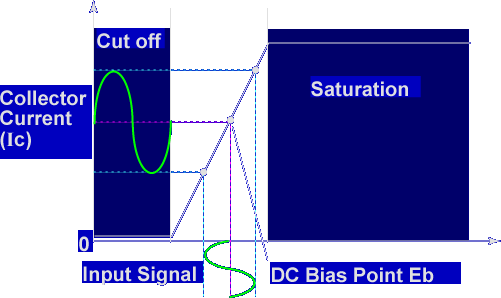 Cut off
Saturation
Collector
Current
(Ic)
0
Input Signal
DC Bias Point Eb